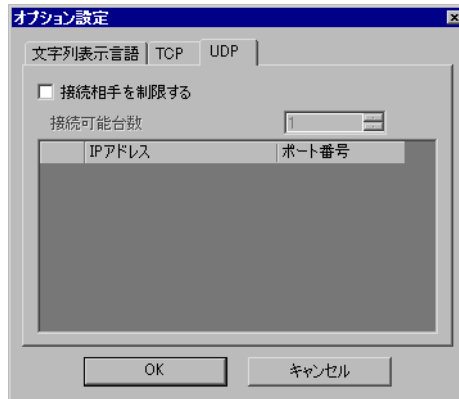 オプション設定
文字列表示言語 TCP UDP
接続相手を制限する
接続可能台数 1
IPアドレス ポート番号
OK キャンセル